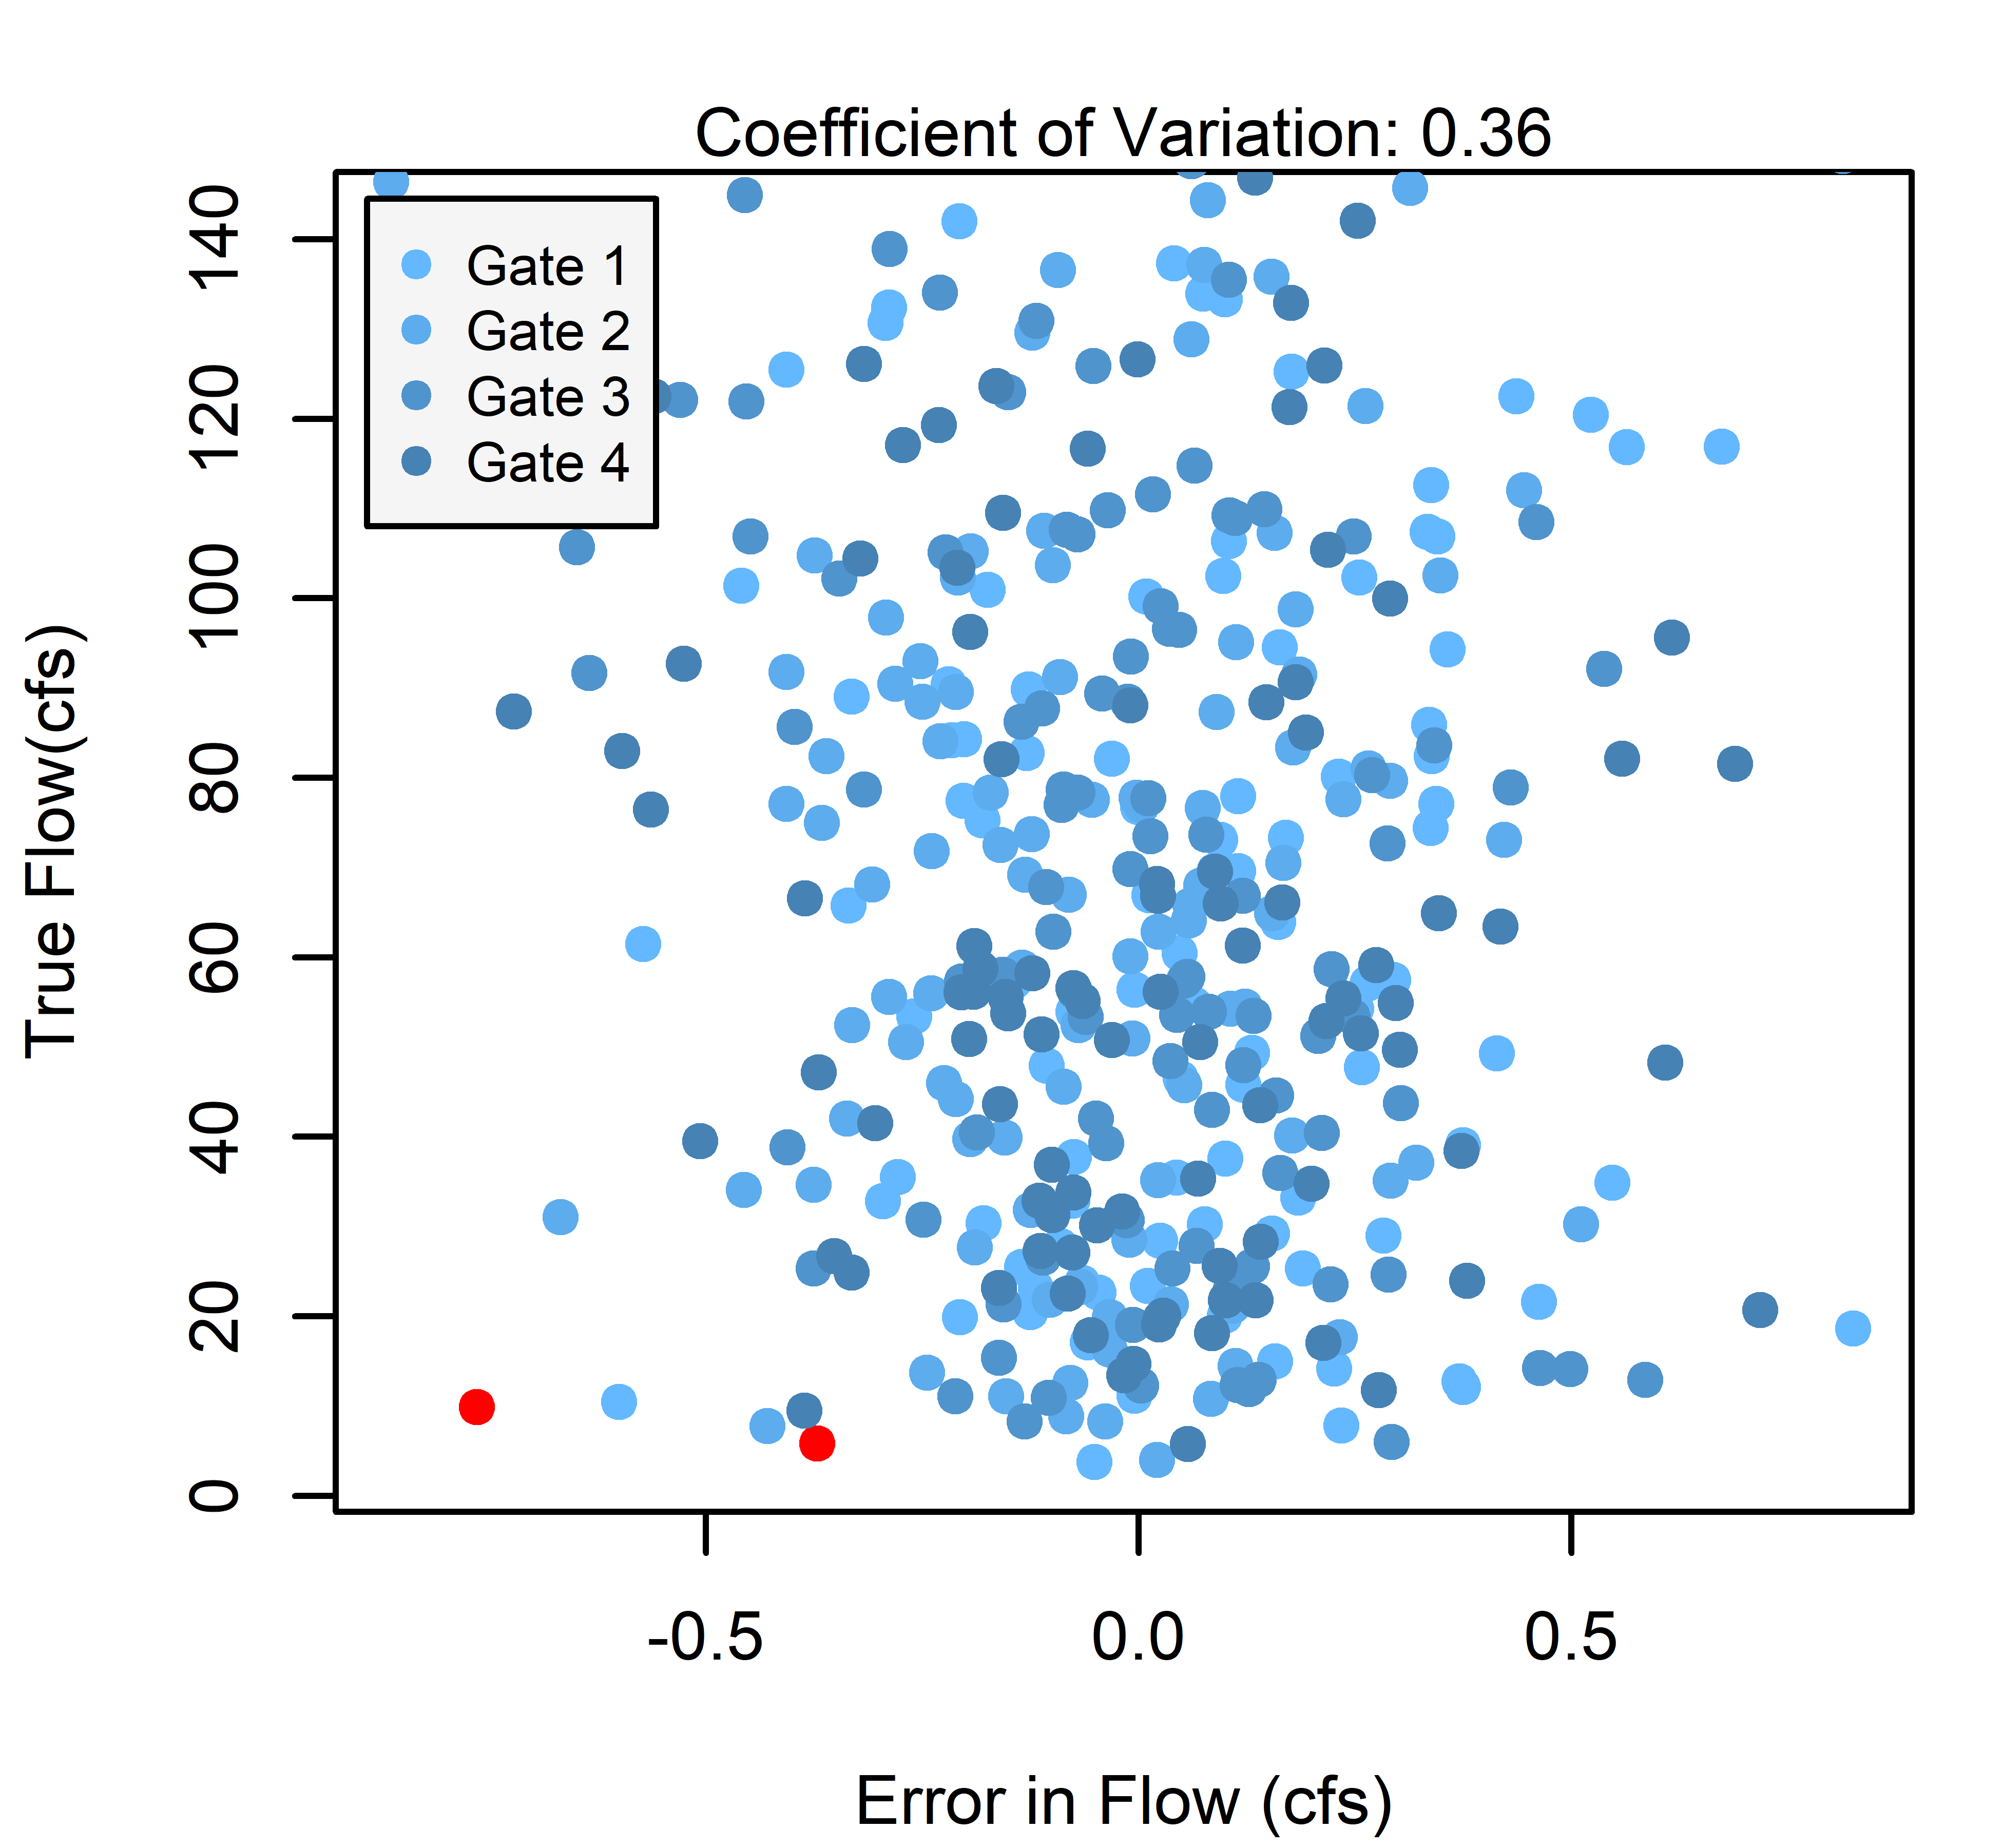 Coefficient of Variation: 0.36
True Flow(cfs)
140
120
100
80
60
40
20
0
Gate 1
Gate 2
Gate 3
Gate 4
-0.5 0.0 0.5
Error in Flow (cfs)